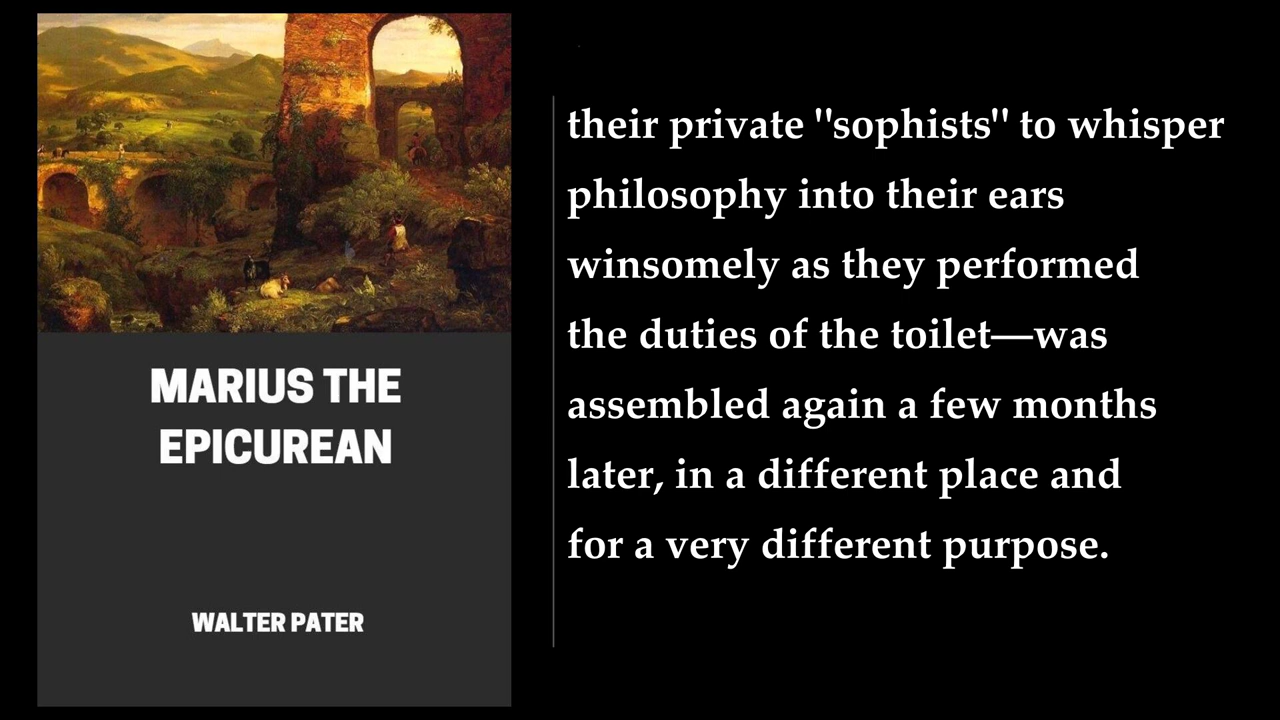 MARIUS THE
EPICUREAN
WALTER PATER
their private "sophists" to whisper
philosophy into their ears
winsomely as they performed
the duties of the toilet—was
assembled again a few months
later, in a different place and
for a very different purpose.